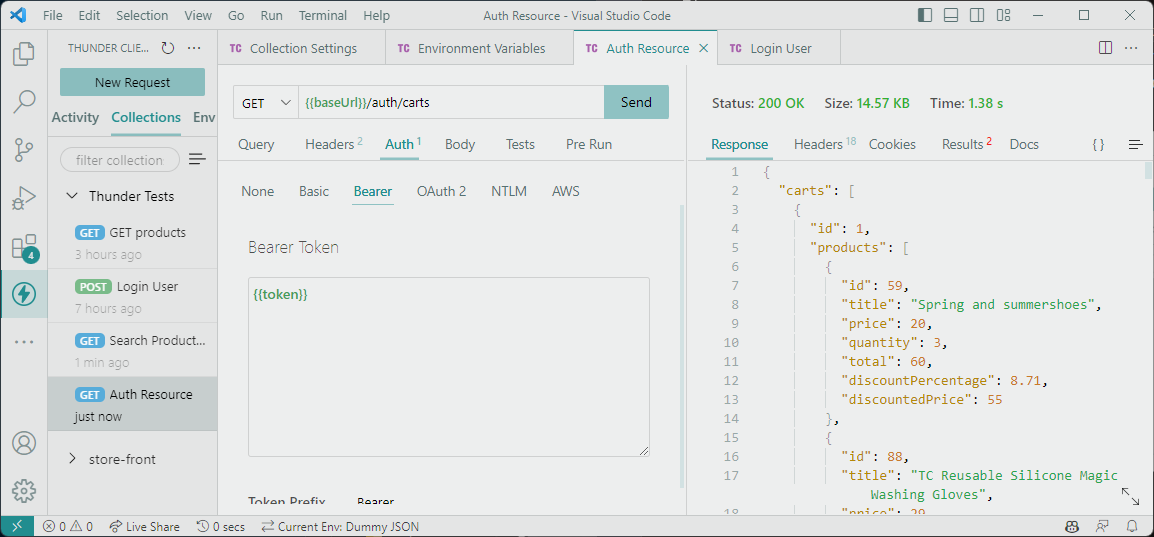 File Edit Selection View Go Run Terminal Help Auth Resource - Visual Studio Code
THUNDER CLIE...
New Request
Activity Collections Env
filter collection
Thunder Tests
GET GET products
3 hours ago
POST Login User
7 hours ago
GET Search Product...
1 min ago
GET Auth Resource
just now
store-front
4
TC Collection Settings TC Environment Variables TC Auth Resource TC Login User
GET {{baseUrl}}/auth/carts Send
Query Headers 2 Auth 1 Body Tests Pre Run
None Basic Bearer OAuth 2 NTLM AWS
Bearer Token
{{token}}
Token Prefix Bearer
Status: 200 OK Size: 14.57 KB Time: 1.38 s
Response Headers 18 Cookies Results 2 Docs { }
1 {
2 "carts": [
3 {
4 "id": 1,
5 "products": [
6 {
7 "id": 59,
8 "title": "Spring and summershoes",
9 "price": 20,
10 "quantity": 3,
11 "total": 60,
12 "discountPercentage": 8.71,
13 "discountedPrice": 55
14 },
15 {
16 "id": 88,
17 "title": "TC Reusable Silicone Magic
Washing Gloves",
18 "price": 29
0 0 Live Share 0 secs Current Env: Dummy JSON